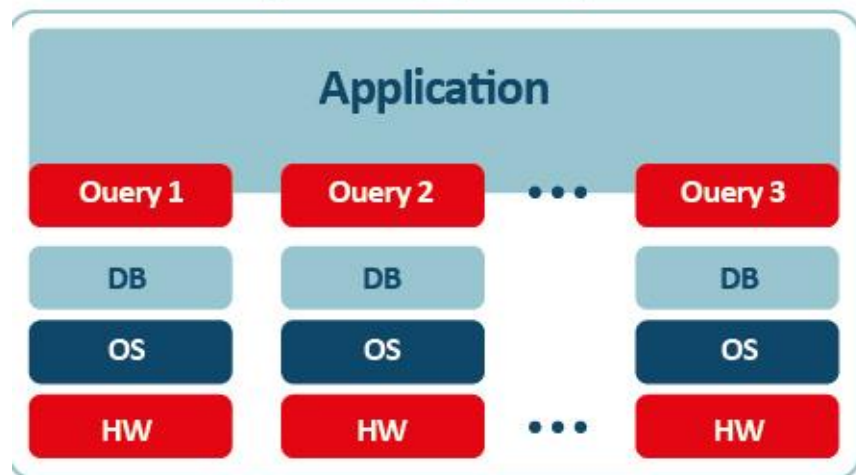 Application
Ouery 1 Ouery 2 ••• Ouery 3
DB DB DB
OS OS OS
HW HW ••• HW